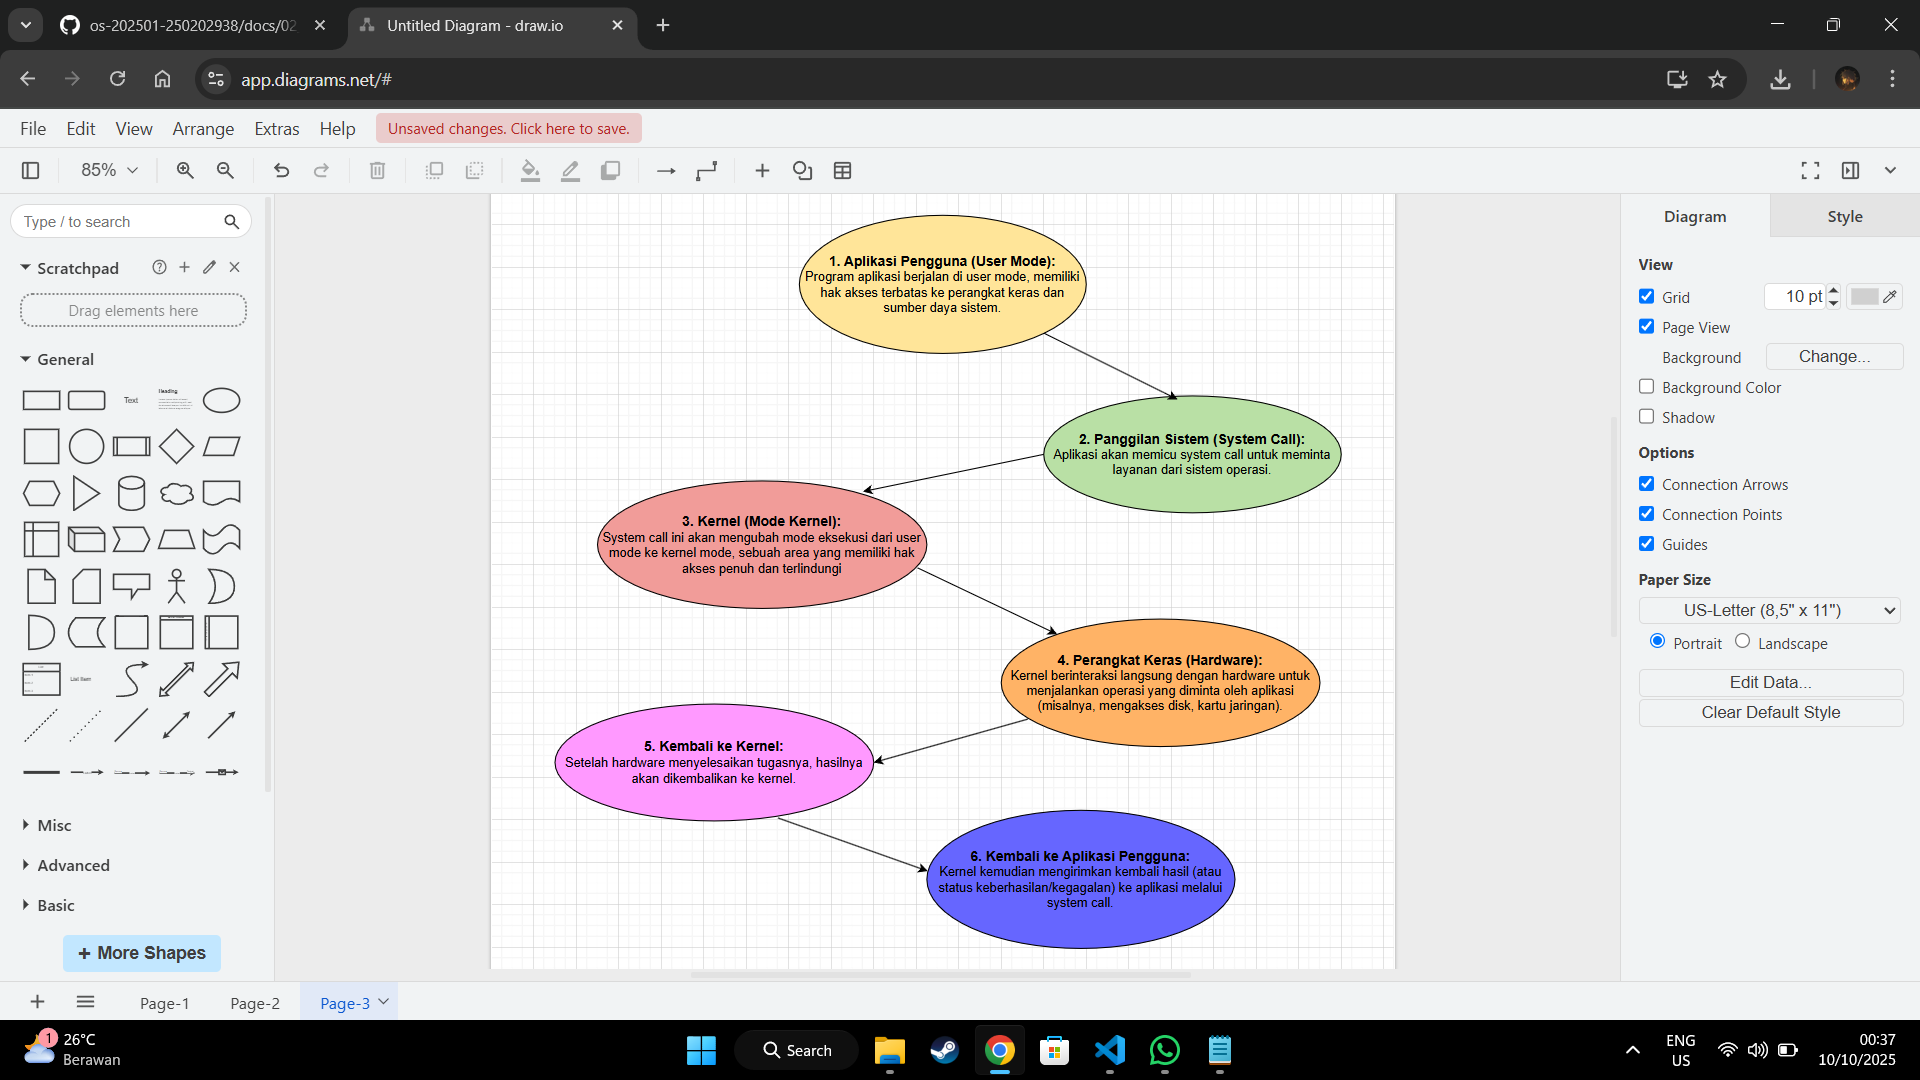 os-202501-250202938/docs/02
Untitled Diagram - draw.io
app.diagrams.net/#
File Edit View Arrange Extras Help Unsaved changes. Click here to save.
85%
Type / to search
Scratchpad
Drag elements here
General
Text
Heading
List Item
Misc
Advanced
Basic
+ More Shapes
1. Aplikasi Pengguna (User Mode):
Program aplikasi berjalan di user mode, memiliki
hak akses terbatas ke perangkat keras dan
sumber daya sistem.
2. Panggilan Sistem (System Call):
Aplikasi akan memicu system call untuk meminta
layanan dari sistem operasi.
3. Kernel (Mode Kernel):
System call ini akan mengubah mode eksekusi dari user
mode ke kernel mode, sebuah area yang memiliki hak
akses penuh dan terlindungi
4. Perangkat Keras (Hardware):
Kernel berinteraksi langsung dengan hardware untuk
menjalankan operasi yang diminta oleh aplikasi
(misalnya, mengakses disk, kartu jaringan).
5. Kembali ke Kernel:
Setelah hardware menyelesaikan tugasnya, hasilnya
akan dikembalikan ke kernel.
6. Kembali ke Aplikasi Pengguna:
Kernel kemudian mengirimkan kembali hasil (atau
status keberhasilan/kegagalan) ke aplikasi melalui
system call.
Diagram Style
View
Grid 10 pt
Page View
Background Change...
Background Color
Shadow
Options
Connection Arrows
Connection Points
Guides
Paper Size
US-Letter (8,5" x 11")
Portrait Landscape
Edit Data...
Clear Default Style
Page-1 Page-2 Page-3
1
26°C
Berawan
Search
ENG
US
00:37
10/10/2025